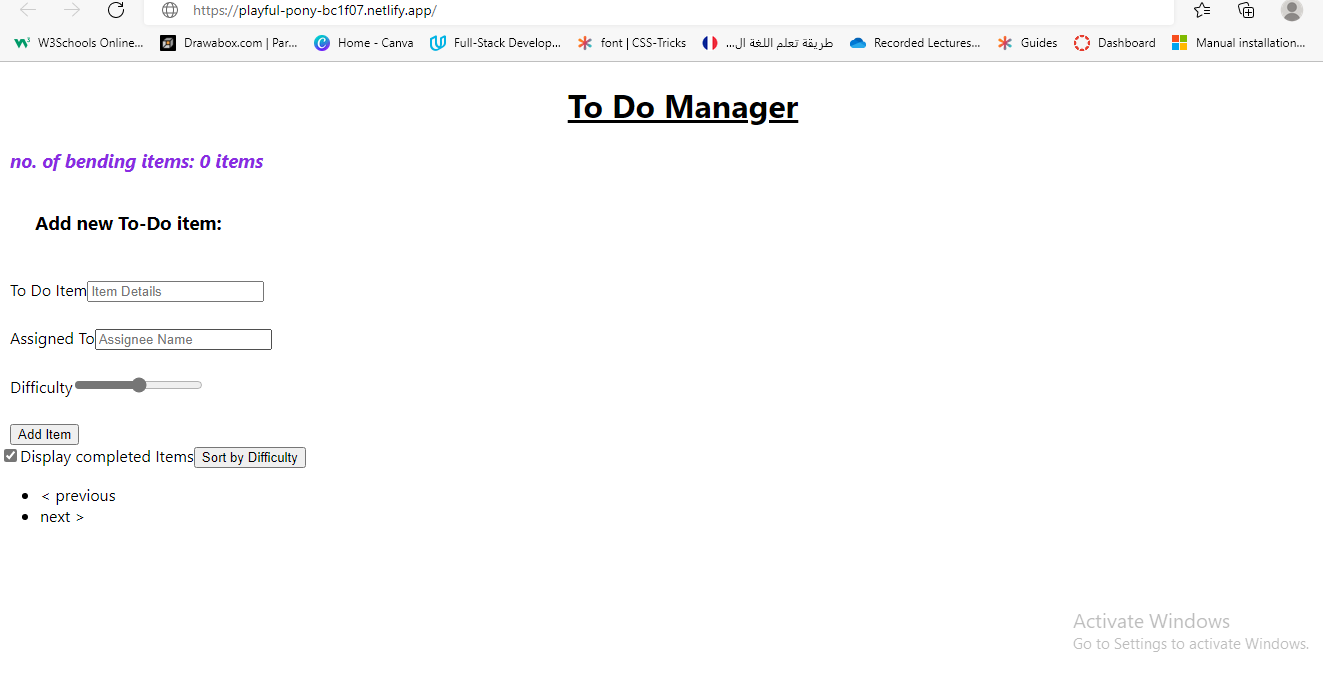 https://playful-pony-bc1f07.netlify.app/
W3Schools Online... Drawabox.com | Par... Home - Canva Full-Stack Develop... font | CSS-Tricks طريقة تعلم اللغة ال... Recorded Lectures... Guides Dashboard Manual installation...
To Do Manager
no. of bending items: 0 items
Add new To-Do item:
To Do Item Item Details
Assigned To Assignee Name
Difficulty
Add Item
Display completed Items Sort by Difficulty
< previous
next >
Activate Windows
Go to Settings to activate Windows.